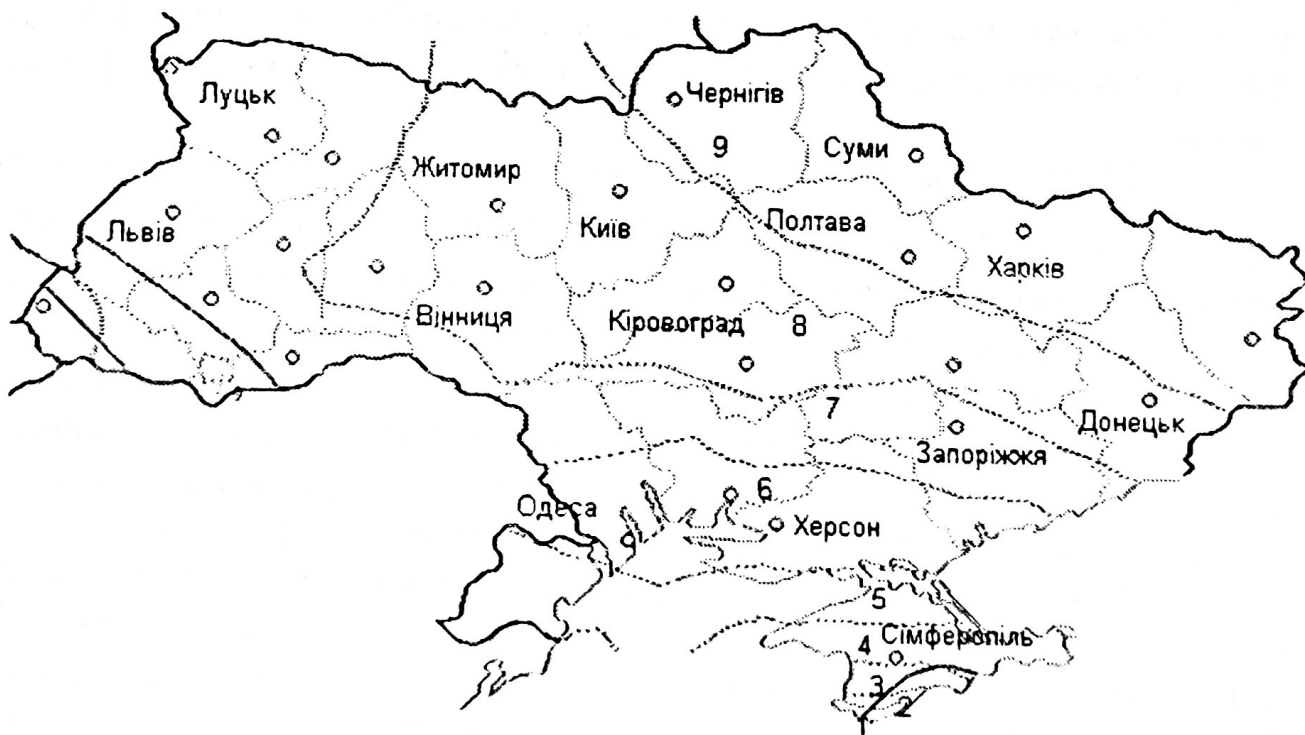 Чернігів
Луцьк
9
Суми
Житомир
Львів
Київ
Полтава
Харків
Вінниця
Кіровоград
8
7
Донецьк
Запоріжжя
6
Одеса
Херсон
5
Сімферопіль
4
3
2